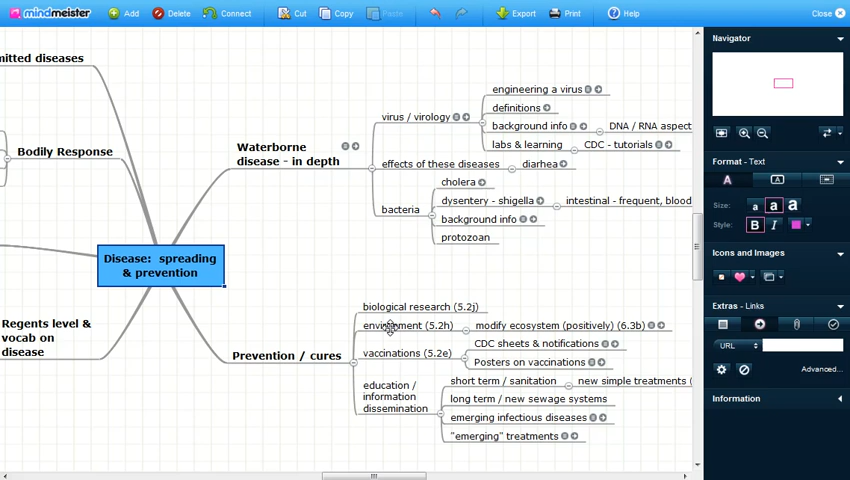 mindmeister
Add
Delete
Connect
Cut
Copy
Paste
Export
Print
Help
Close
mitted diseases
Bodily Response
Disease: spreading
& prevention
Regents level &
vocab on
disease
Waterborne
disease - in depth
virus / virology
engineering a virus
definitions
background info
DNA / RNA aspect
labs & learning
CDC - tutorials
effects of these diseases
diarhea
bacteria
cholera
dysentery - shigella
intestinal - frequent, blood
background info
protozoan
Prevention / cures
biological research (5.2j)
environment (5.2h)
modify ecosystem (positively) (6.3b)
vaccinations (5.2e)
CDC sheets & notifications
Posters on vaccinations
education /
information
dissemination
short term / sanitation
new simple treatments (
long term / new sewage systems
emerging infectious diseases
"emerging" treatments
Navigator
Format - Text
A
A
Size: a a a
Style: B I
Icons and Images
Extras - Links
URL
Advanced...
Information